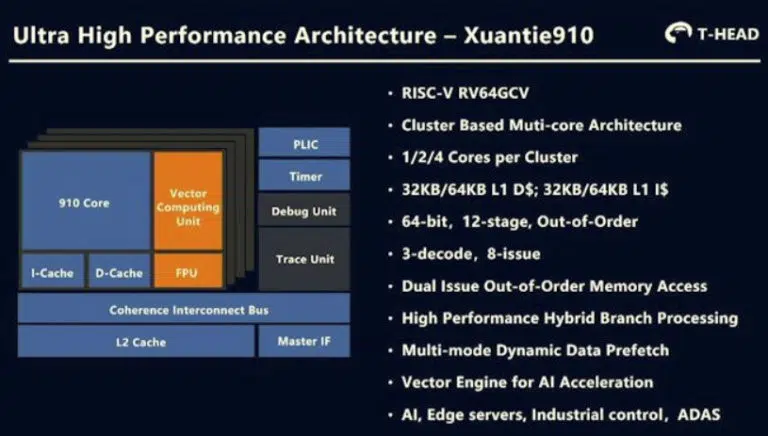 Ultra High Performance Architecture – Xuantie910
T-HEAD
910 Core
Vector
Computing
Unit
I-Cache
D-Cache
FPU
PLIC
Timer
Debug Unit
Trace Unit
Coherence Interconnect Bus
L2 Cache
Master IF
• RISC-V RV64GCV
• Cluster Based Muti-core Architecture
• 1/2/4 Cores per Cluster
• 32KB/64KB L1 D$; 32KB/64KB L1 I$
• 64-bit, 12-stage, Out-of-Order
• 3-decode, 8-issue
• Dual Issue Out-of-Order Memory Access
• High Performance Hybrid Branch Processing
• Multi-mode Dynamic Data Prefetch
• Vector Engine for AI Acceleration
• AI, Edge servers, Industrial control, ADAS